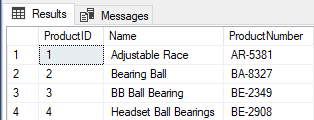 Results Messages
ProductID Name ProductNumber
1 1 Adjustable Race AR-5381
2 2 Bearing Ball BA-8327
3 3 BB Ball Bearing BE-2349
4 4 Headset Ball Bearings BE-2908